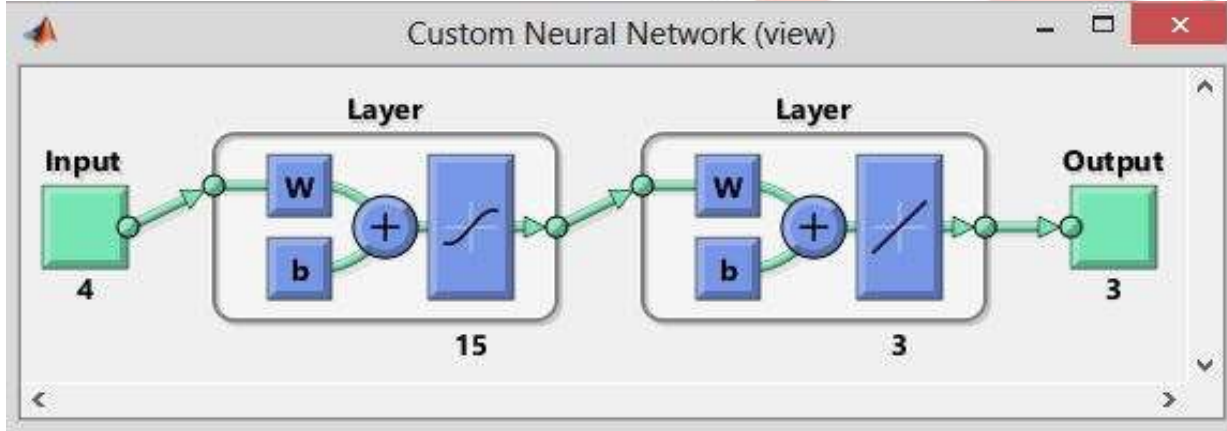 Custom Neural Network (view)
Layer
Layer
Input
Output
W
W
b
b
4
3
15
3